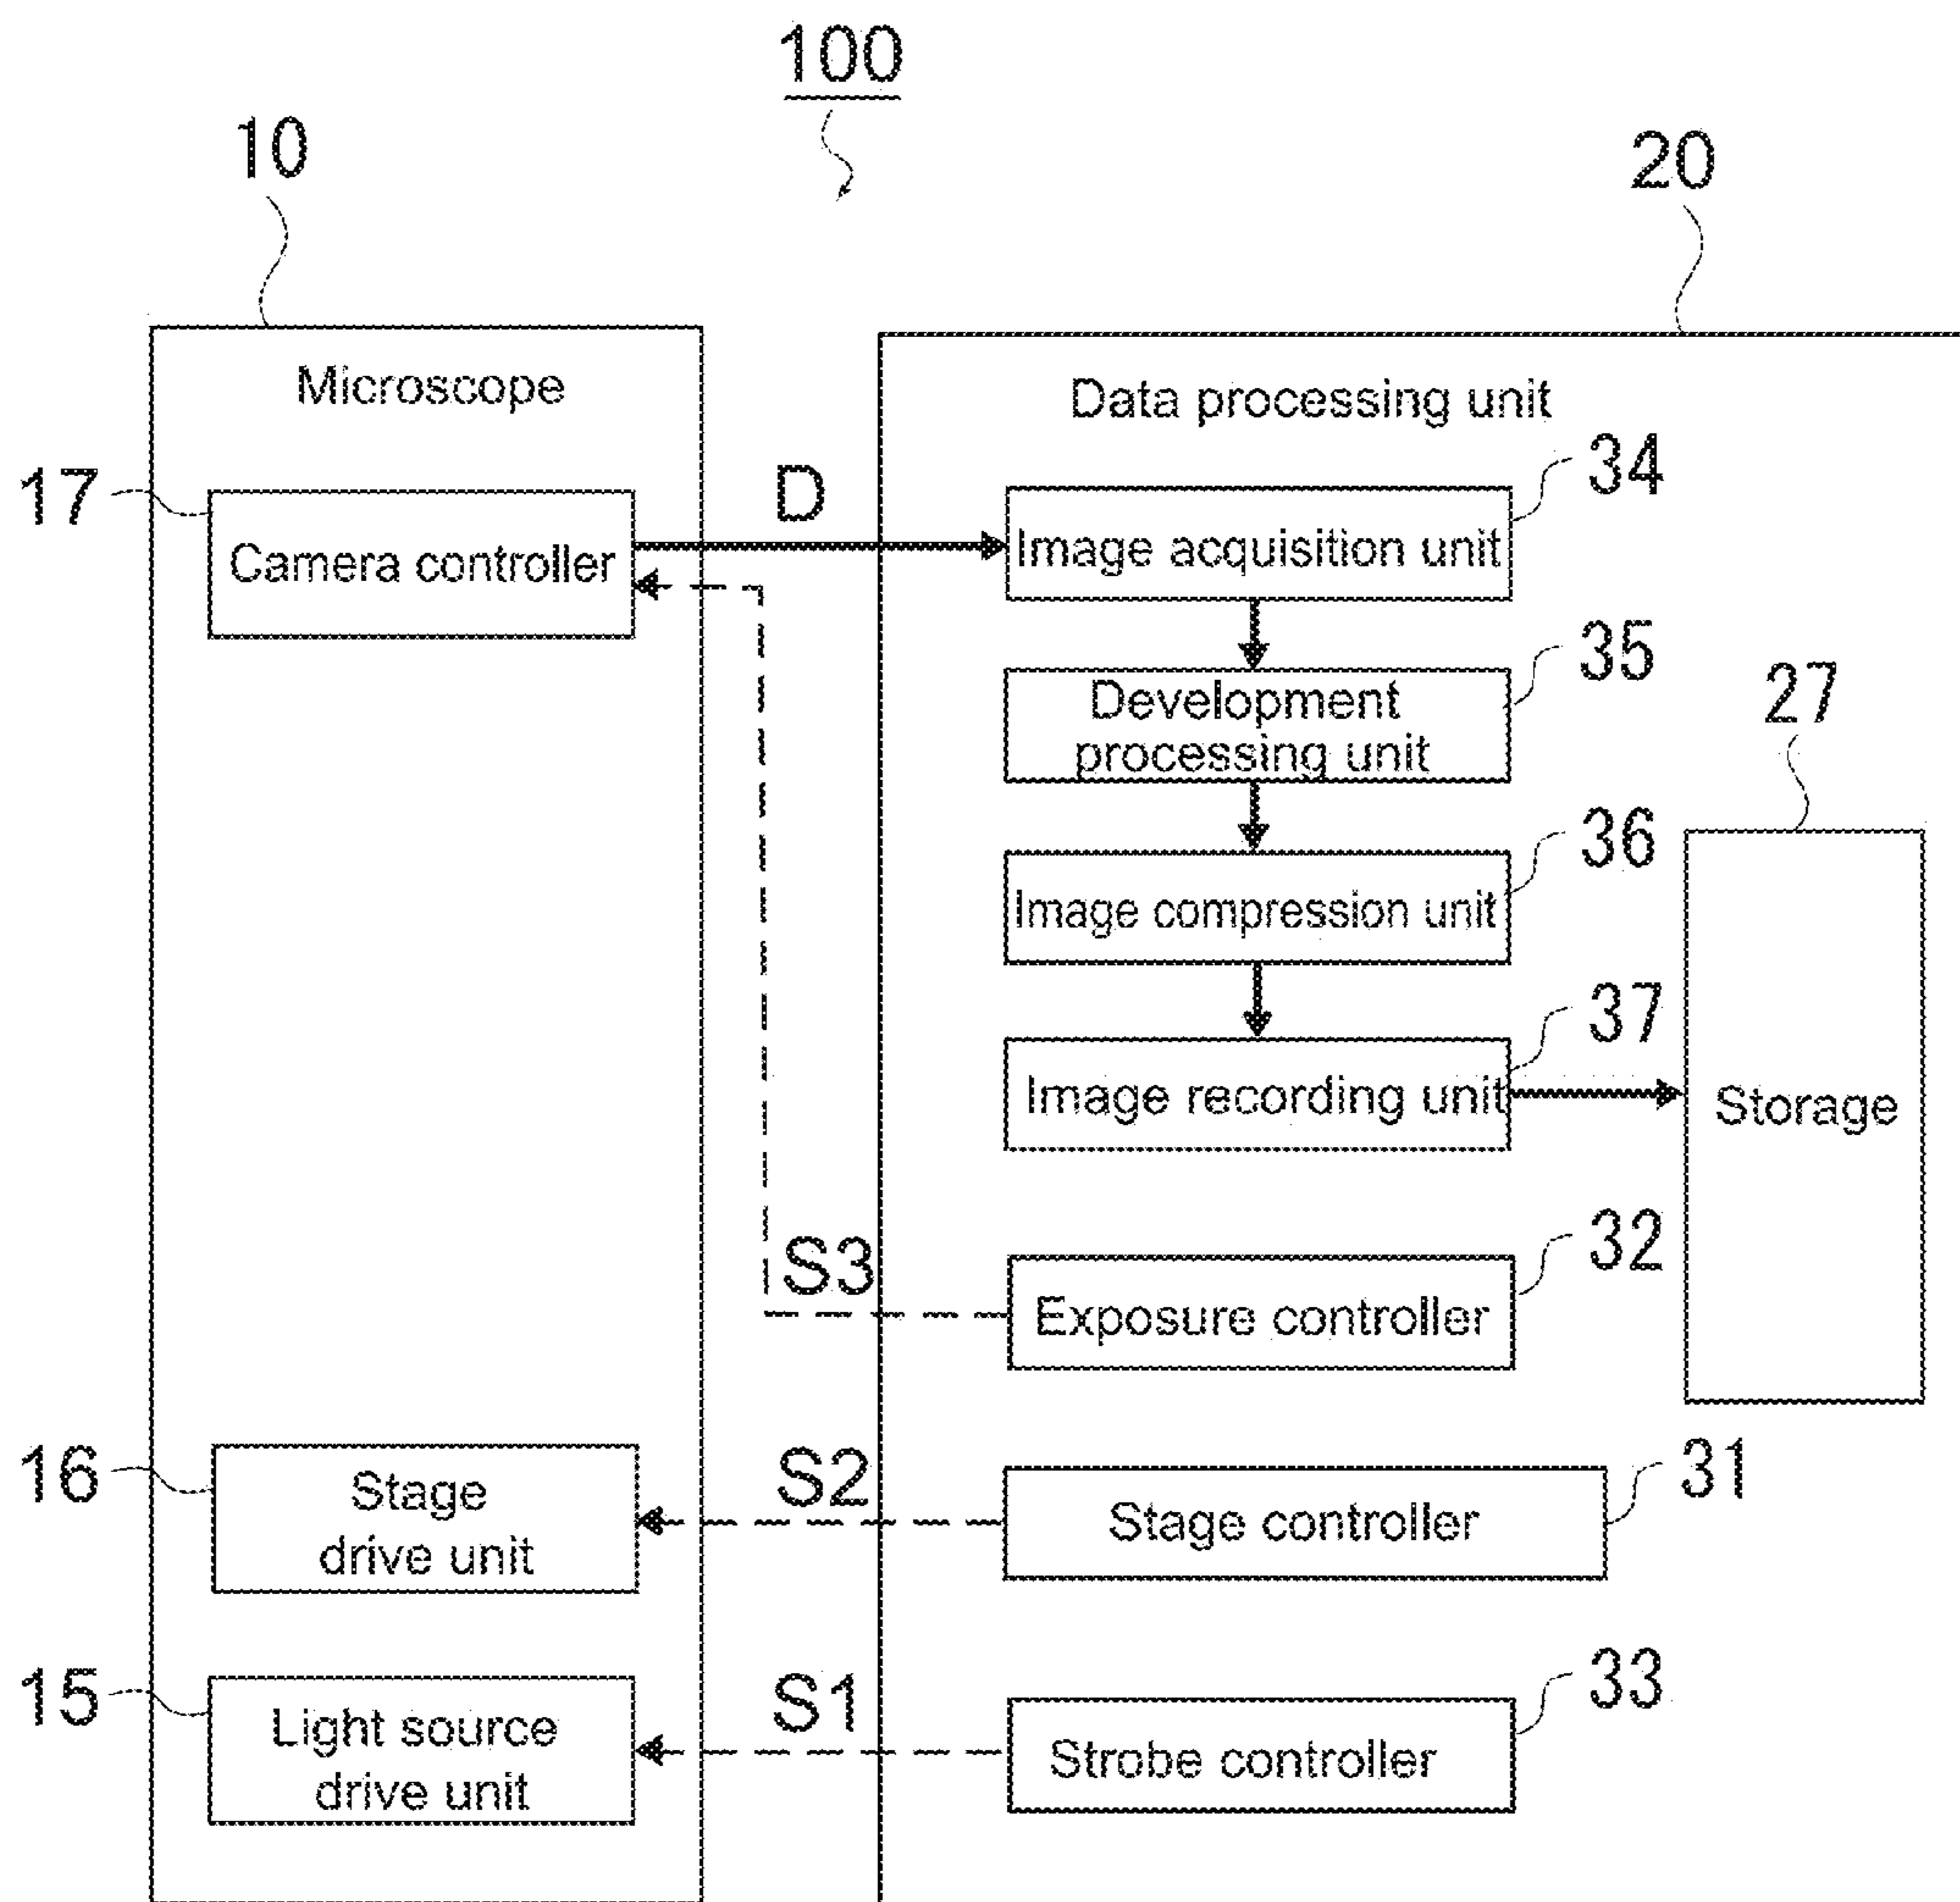 100
10
20
Microscope
Data processing unit
17
Camera controller
D
34
Image acquisition unit
35
Development
processing unit
27
36
Image compression unit
37
Image recording unit
Storage
S3
32
Exposure controller
16
Stage
drive unit
S2
31
Stage controller
15
Light source
drive unit
S1
33
Strobe controller